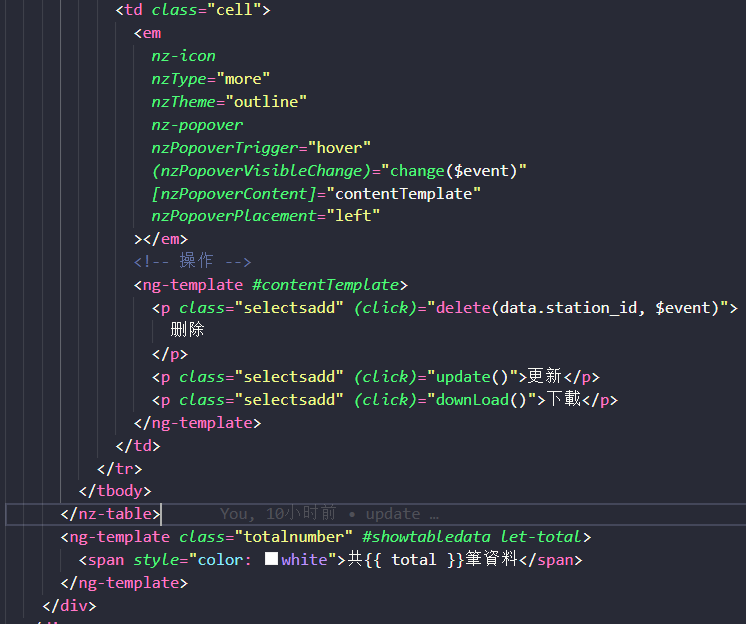 <td class="cell">
<em
nz-icon
nzType="more"
nzTheme="outline"
nz-popover
nzPopoverTrigger="hover"
(nzPopoverVisibleChange)="change($event)"
[nzPopoverContent]="contentTemplate"
nzPopoverPlacement="left"
></em>
<!-- 操作 -->
<ng-template #contentTemplate>
<p class="selectsadd" (click)="delete(data.station_id, $event)">
刪除
</p>
<p class="selectsadd" (click)="update()">更新</p>
<p class="selectsadd" (click)="downLoad()">下載</p>
</ng-template>
</td>
</tr>
</tbody>
</nz-table> You, 10小时前 • update …
<ng-template class="totalnumber" #showtabledata let-total>
<span style="color: white">共{{ total }}筆資料</span>
</ng-template>
</div>